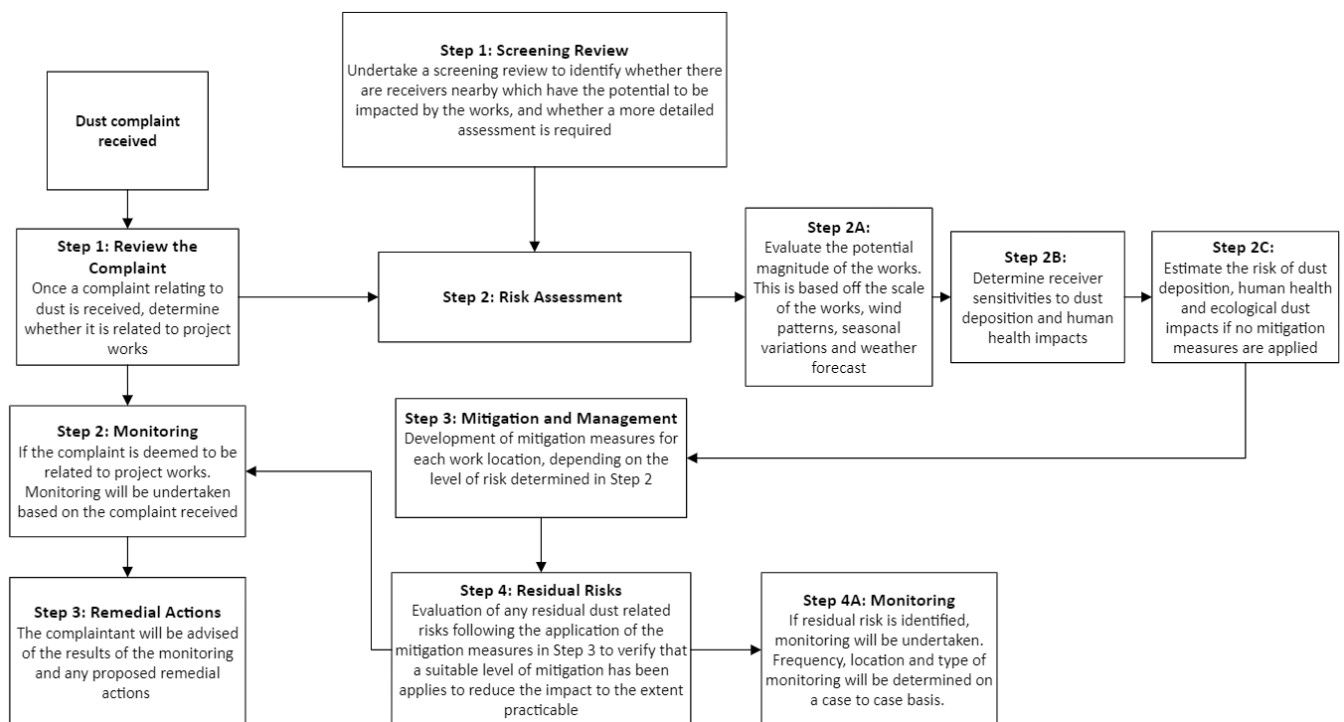 Dust complaint
received
Step 1: Screening Review
Undertake a screening review to identify whether there
are receivers nearby which have the potential to be
impacted by the works, and whether a more detailed
assessment is required
Step 1: Review the
Complaint
Once a complaint relating to
dust is received, determine
whether it is related to project
works
Step 2: Risk Assessment
Step 2A:
Evaluate the potential
magnitude of the works.
This is based off the scale
of the works, wind
patterns, seasonal
variations and weather
forecast
Step 2B:
Determine receiver
sensitivities to dust
deposition and human
health impacts
Step 2C:
Estimate the risk of dust
deposition, human health
and ecological dust
impacts if no mitigation
measures are applied
Step 2: Monitoring
If the complaint is deemed to be
related to project works.
Monitoring will be undertaken
based on the complaint received
Step 3: Mitigation and Management
Development of mitigation measures for
each work location, depending on the
level of risk determined in Step 2
Step 3: Remedial Actions
The complaintant will be advised
of the results of the monitoring
and any proposed remedial
actions
Step 4: Residual Risks
Evaluation of any residual dust related
risks following the application of the
mitigation measures in Step 3 to verify that
a suitable level of mitigation has been
applies to reduce the impact to the extent
practicable
Step 4A: Monitoring
If residual risk is identified,
monitoring will be undertaken.
Frequency, location and type of
monitoring will be determined on
a case to case basis.